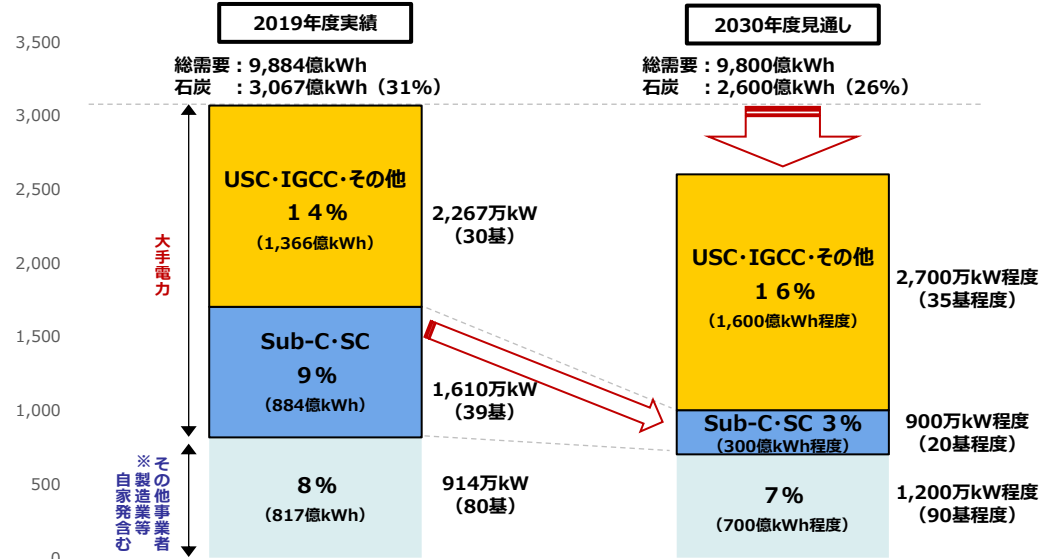 2019年度実績
2030年度見通し
総需要：9,884億kWh
石炭　：3,067億kWh（31%）
総需要：9,800億kWh
石炭　：2,600億kWh（26%）
3,500
3,000
2,500
2,000
1,500
1,000
500
0
大手電力
その他事業者
※製造業等
自家発含む
USC・IGCC・その他
１４%
（1,366億kWh）
2,267万kW
（30基）
Sub-C・SC
９%
（884億kWh）
1,610万kW
（39基）
８%
（817億kWh）
914万kW
（80基）
USC・IGCC・その他
１６%
（1,600億kWh程度）
2,700万kW程度
（35基程度）
Sub-C・SC ３%
（300億kWh程度）
900万kW程度
（20基程度）
７%
（700億kWh程度）
1,200万kW程度
（90基程度）